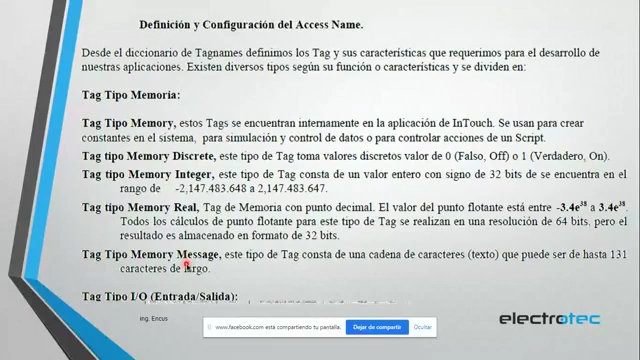 Definición y Configuración del Access Name.
Desde el diccionario de Tagnames definimos los Tag y sus características que requerimos para el desarrollo de
nuestras aplicaciones. Existen diversos tipos según su función o características y se dividen en:
Tag Tipo Memoria:
Tag Tipo Memory, estos Tags se encuentran internamente en la aplicación de InTouch. Se usan para crear
constantes en el sistema, para simulación y control de datos o para controlar acciones de un Script.
Tag tipo Memory Discrete, este tipo de Tag toma valores discretos valor de 0 (Falso, Off) o 1 (Verdadero, On).
Tag tipo Memory Integer, este tipo de Tag consta de un valor entero con signo de 32 bits de se encuentra en el
rango de -2,147.483.648 a 2,147.483.647.
Tag tipo Memory Real, Tag de Memoria con punto decimal. El valor del punto flotante está entre -3.4e³⁸ a 3.4e³⁸.
Todos los cálculos de punto flotante para este tipo de Tag se realizan en una resolución de 64 bits, pero el
resultado es almacenado en formato de 32 bits.
Tag Tipo Memory Message, este tipo de Tag consta de una cadena de caracteres (texto) que puede ser de hasta 131
caracteres de largo.
Tag Tipo I/O (Entrada/Salida):
ing. Encus
www.facebook.com está compartiendo tu pantalla. Dejar de compartir Ocultar
electrotec